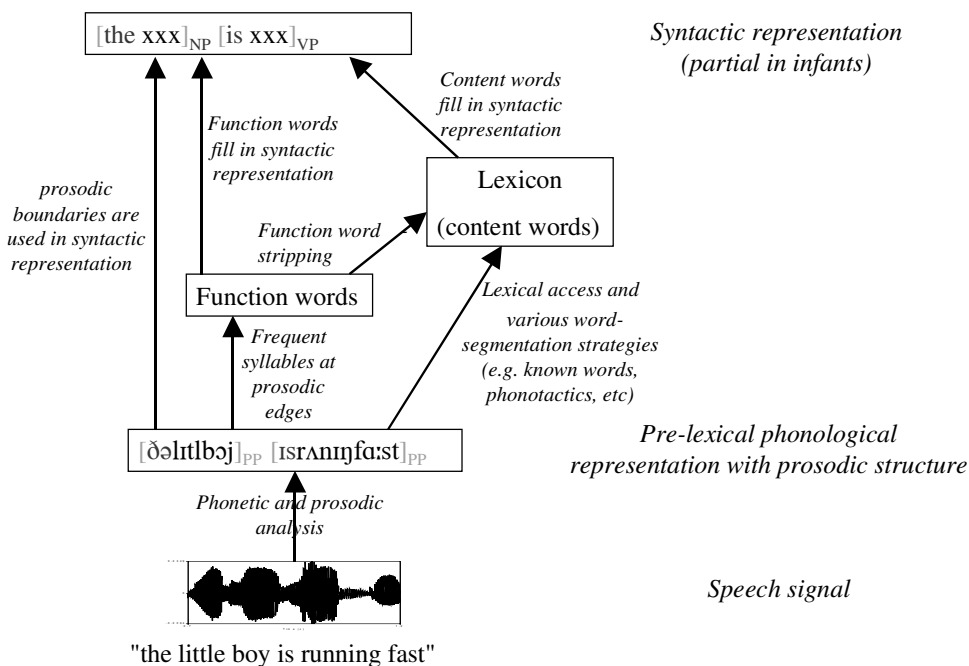 [the xxx]NP [is xxx]VP
Syntactic representation
(partial in infants)
Content words
fill in syntactic
representation
Function words
fill in syntactic
representation
Lexicon
(content words)
prosodic
boundaries are
used in syntactic
representation
Function word
stripping
Function words
Lexical access and
various word-
segmentation strategies
(e.g. known words,
phonotactics, etc)
Frequent
syllables at
prosodic
edges
[ðəlɪtlbɔj]PP [ɪsrʌnɪŋfɑːst]PP
Pre-lexical phonological
representation with prosodic structure
Phonetic and prosodic
analysis
Speech signal
"the little boy is running fast"